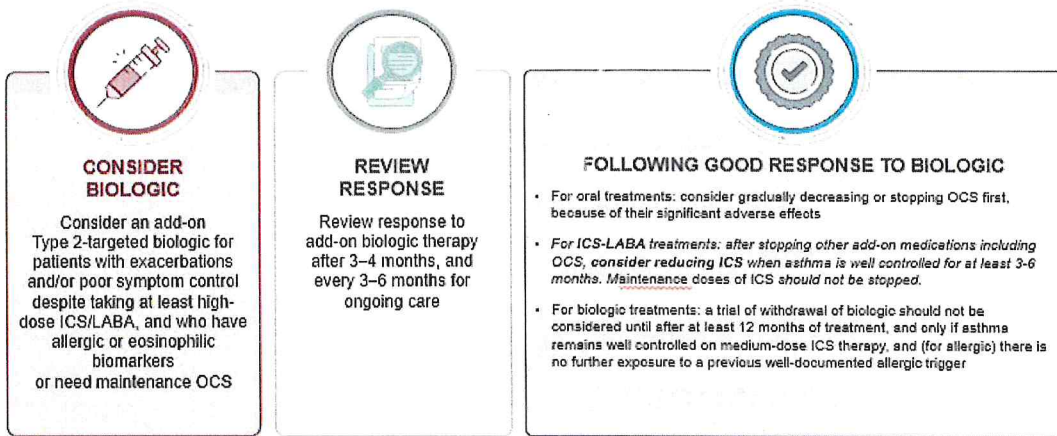 CONSIDER
BIOLOGIC
Consider an add-on
Type 2-targeted biologic for
patients with exacerbations
and/or poor symptom control
despite taking at least high-
dose ICS/LABA, and who have
allergic or eosinophilic
biomarkers
or need maintenance OCS
REVIEW
RESPONSE
Review response to
add-on biologic therapy
after 3–4 months, and
every 3–6 months for
ongoing care
FOLLOWING GOOD RESPONSE TO BIOLOGIC
• For oral treatments: consider gradually decreasing or stopping OCS first,
because of their significant adverse effects
• For ICS-LABA treatments: after stopping other add-on medications including
OCS, consider reducing ICS when asthma is well controlled for at least 3-6
months. Maintenance doses of ICS should not be stopped.
• For biologic treatments: a trial of withdrawal of biologic should not be
considered until after at least 12 months of treatment, and only if asthma
remains well controlled on medium-dose ICS therapy, and (for allergic) there is
no further exposure to a previous well-documented allergic trigger